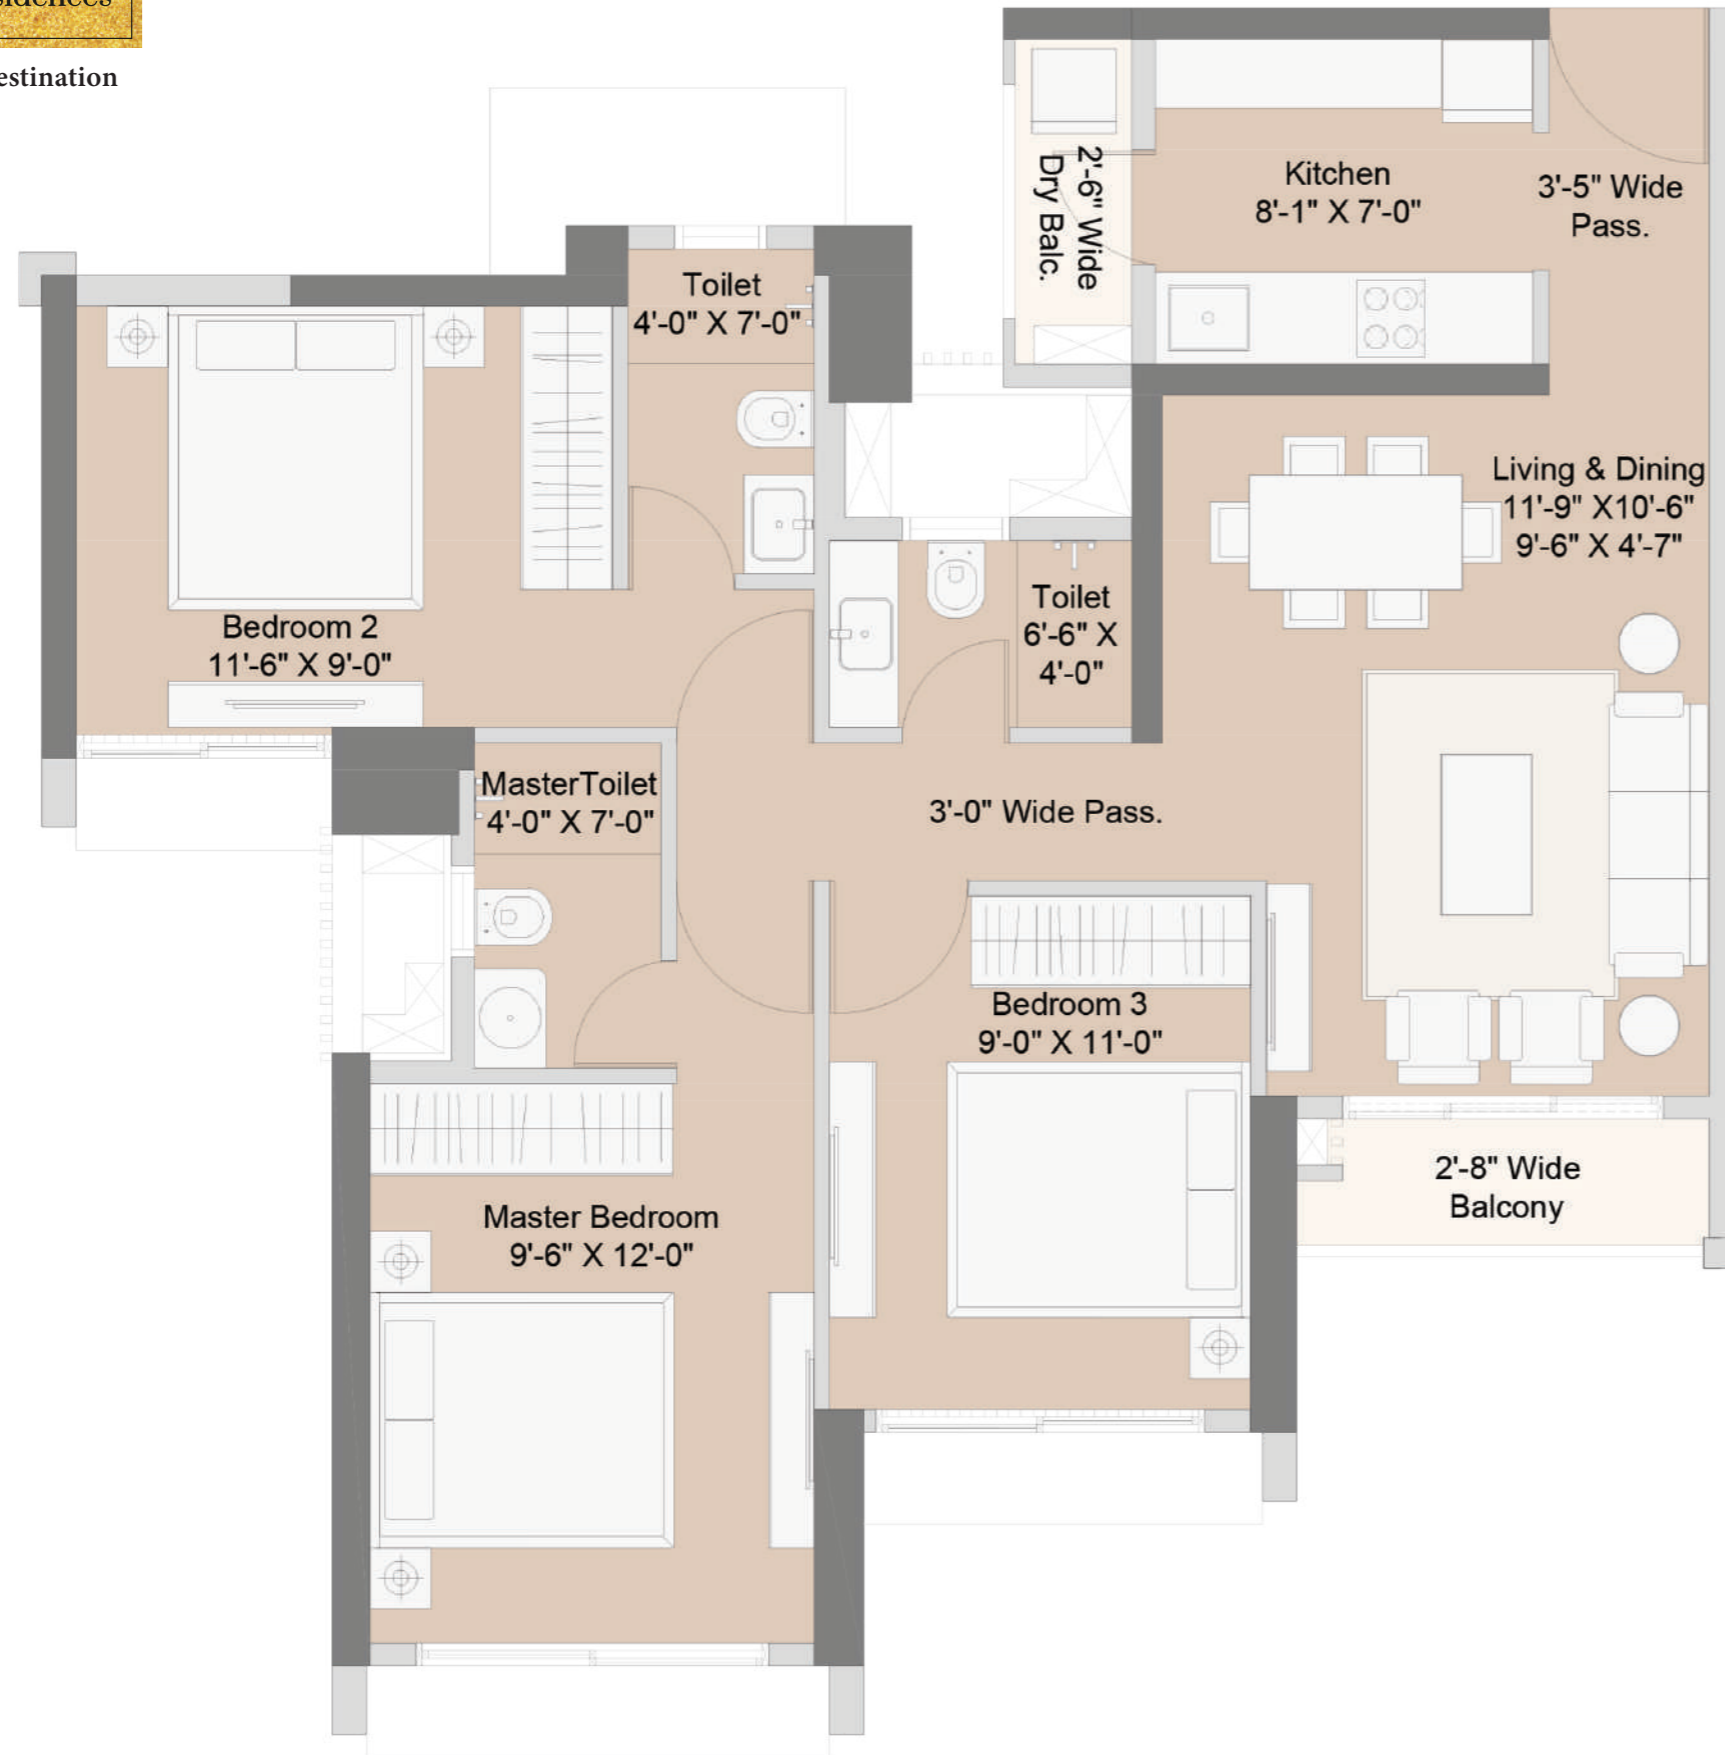 estination
Kitchen
8'-1" X 7'-0"
3'-5" Wide
Pass.
2'-6" Wide
Dry Balc.
Toilet
4'-0" X 7'-0"
Living & Dining
11'-9" X10'-6"
9'-6" X 4'-7"
Bedroom 2
11'-6" X 9'-0"
Toilet
6'-6" X
4'-0"
MasterToilet
4'-0" X 7'-0"
3'-0" Wide Pass.
Bedroom 3
9'-0" X 11'-0"
Master Bedroom
9'-6" X 12'-0"
2'-8" Wide
Balcony